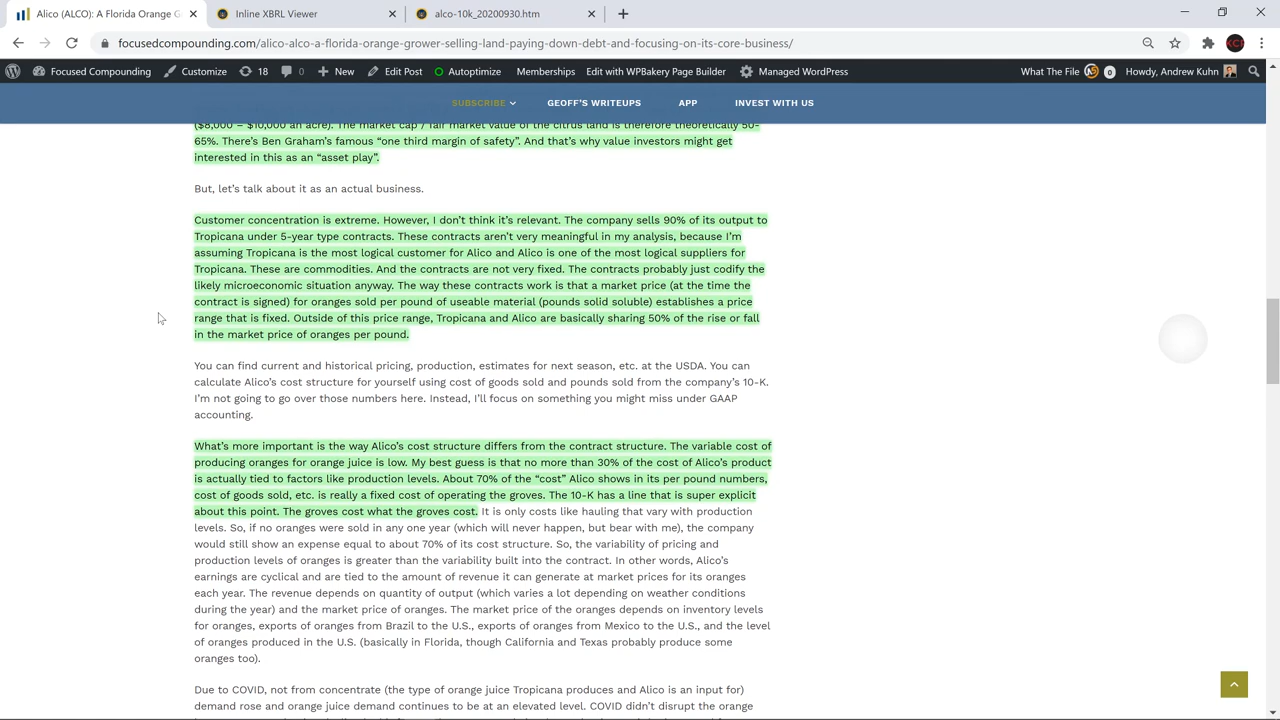 Alico (ALCO): A Florida Orange G
Inline XBRL Viewer
alco-10k_20200930.htm
focusedcompounding.com/alico-alco-a-florida-orange-grower-selling-land-paying-down-debt-and-focusing-on-its-core-business/
Focused Compounding Customize 18 0 New Edit Post Autoptimize Memberships Edit with WPBakery Page Builder Managed WordPress What The File 0 Howdy, Andrew Kuhn
SUBSCRIBE GEOFF'S WRITEUPS APP INVEST WITH US
($8,000 – $10,000 an acre). The market cap / fair market value of the citrus land is therefore theoretically 50-
65%. There's Ben Graham's famous “one third margin of safety”. And that's why value investors might get
interested in this as an “asset play”.
But, let's talk about it as an actual business.
Customer concentration is extreme. However, I don't think it's relevant. The company sells 90% of its output to
Tropicana under 5-year type contracts. These contracts aren't very meaningful in my analysis, because I'm
assuming Tropicana is the most logical customer for Alico and Alico is one of the most logical suppliers for
Tropicana. These are commodities. And the contracts are not very fixed. The contracts probably just codify the
likely microeconomic situation anyway. The way these contracts work is that a market price (at the time the
contract is signed) for oranges sold per pound of useable material (pounds solid soluble) establishes a price
range that is fixed. Outside of this price range, Tropicana and Alico are basically sharing 50% of the rise or fall
in the market price of oranges per pound.
You can find current and historical pricing, production, estimates for next season, etc. at the USDA. You can
calculate Alico's cost structure for yourself using cost of goods sold and pounds sold from the company's 10-K.
I'm not going to go over those numbers here. Instead, I'll focus on something you might miss under GAAP
accounting.
What's more important is the way Alico's cost structure differs from the contract structure. The variable cost of
producing oranges for orange juice is low. My best guess is that no more than 30% of the cost of Alico's product
is actually tied to factors like production levels. About 70% of the “cost” Alico shows in its per pound numbers,
cost of goods sold, etc. is really a fixed cost of operating the groves. The 10-K has a line that is super explicit
about this point. The groves cost what the groves cost. It is only costs like hauling that vary with production
levels. So, if no oranges were sold in any one year (which will never happen, but bear with me), the company
would still show an expense equal to about 70% of its cost structure. So, the variability of pricing and
production levels of oranges is greater than the variability built into the contract. In other words, Alico's
earnings are cyclical and are tied to the amount of revenue it can generate at market prices for its oranges
each year. The revenue depends on quantity of output (which varies a lot depending on weather conditions
during the year) and the market price of oranges. The market price of the oranges depends on inventory levels
for oranges, exports of oranges from Brazil to the U.S., exports of oranges from Mexico to the U.S., and the level
of oranges produced in the U.S. (basically in Florida, though California and Texas probably produce some
oranges too).
Due to COVID, not from concentrate (the type of orange juice Tropicana produces and Alico is an input for)
demand rose and orange juice demand continues to be at an elevated level. COVID didn't disrupt the orange